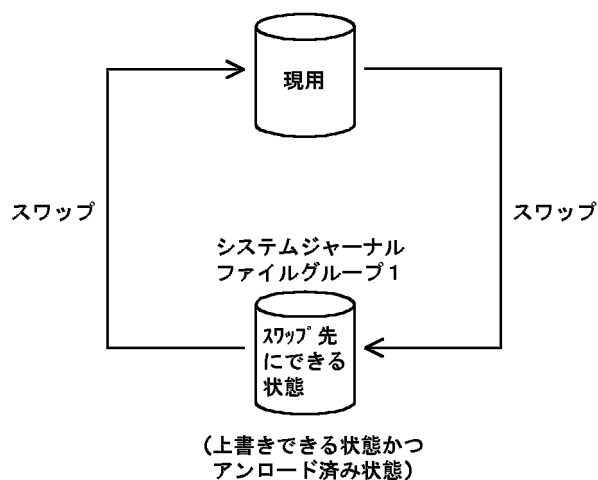 現用
スワップ
スワップ
システムジャーナル
ファイルグループ1
ｽﾜｯﾌﾟ先
にできる
状態
(上書きできる状態かつ
アンロード済み状態)